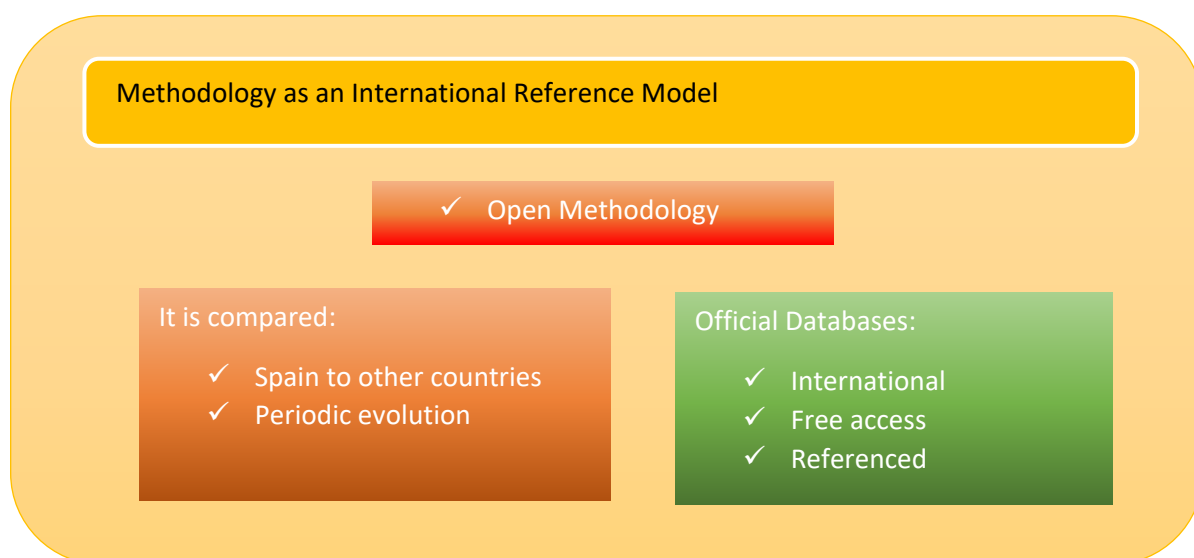 Methodology as an International Reference Model
✓ Open Methodology
It is compared:
✓ Spain to other countries
✓ Periodic evolution
Official Databases:
✓ International
✓ Free access
✓ Referenced